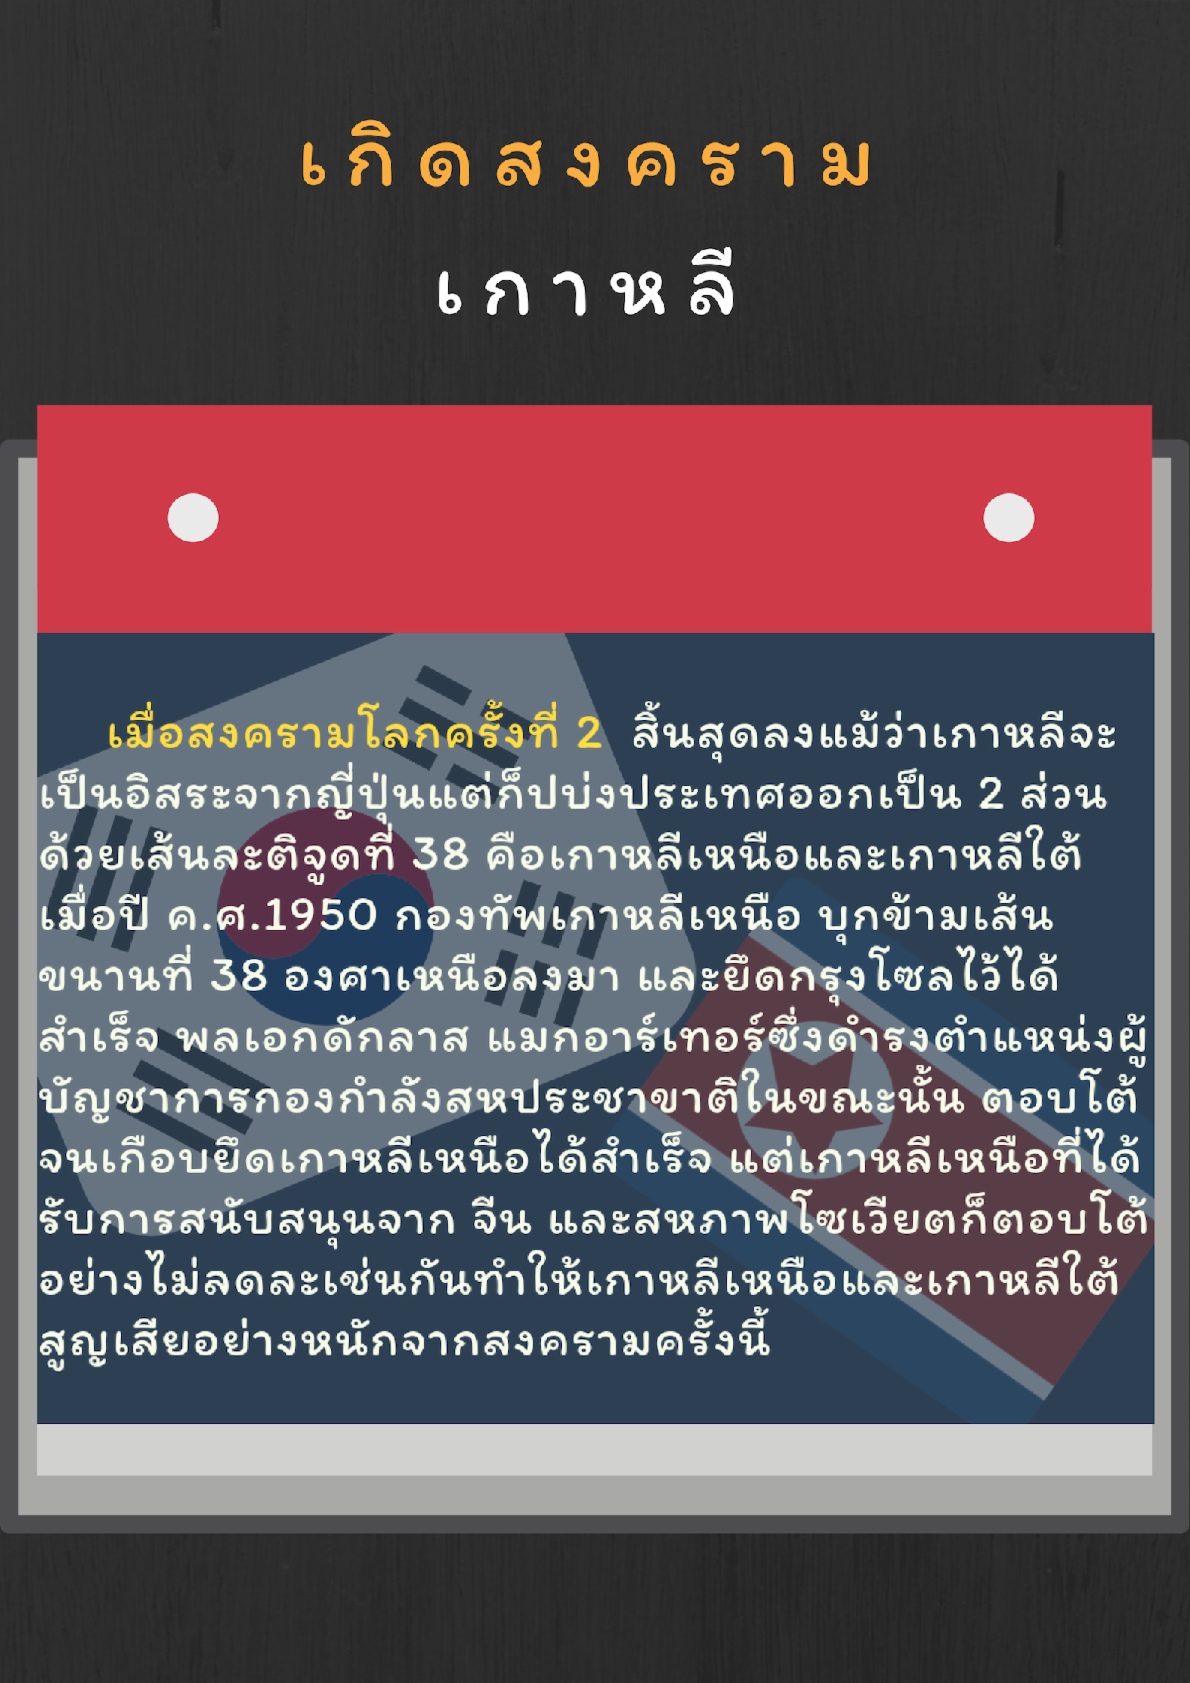 เกิดสงคราม
เกาหลี
เมื่อสงครามโลกครั้งที่ 2 สิ้นสุดลงแม้ว่าเกาหลีจะ
เป็นอิสระจากญี่ปุ่นแต่ก็ปบ่งประเทศออกเป็น 2 ส่วน
ด้วยเส้นละติจูดที่ 38 คือเกาหลีเหนือและเกาหลีใต้
เมื่อปี ค.ศ.1950 กองทัพเกาหลีเหนือ บุกข้ามเส้น
ขนานที่ 38 องศาเหนือลงมา และยึดกรุงโซลไว้ได้
สำเร็จ พลเอกดักลาส แมกอาร์เทอร์ซึ่งดำรงตำแหน่งผู้
บัญชาการกองกำลังสหประชาขาติในขณะนั้น ตอบโต้
จนเกือบยึดเกาหลีเหนือได้สำเร็จ แต่เกาหลีเหนือที่ได้
รับการสนับสนุนจาก จีน และสหภาพโซเวียตก็ตอบโต้
อย่างไม่ลดละเช่นกันทำให้เกาหลีเหนือและเกาหลีใต้
สูญเสียอย่างหนักจากสงครามครั้งนี้